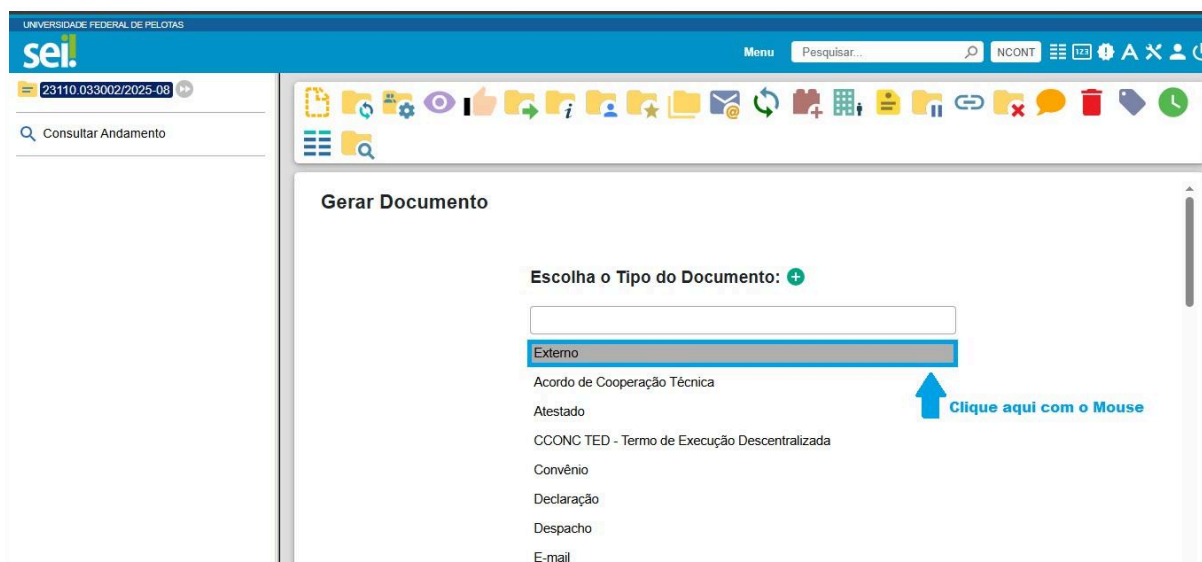 UNIVERSIDADE FEDERAL DE PELOTAS
sei!
Menu
Pesquisar...
NCONT
123
A
23110.033002/2025-08
Consultar Andamento
Gerar Documento
Escolha o Tipo do Documento:
Externo
Acordo de Cooperação Técnica
Atestado
Clique aqui com o Mouse
CCONC TED - Termo de Execução Descentralizada
Convênio
Declaração
Despacho
E-mail